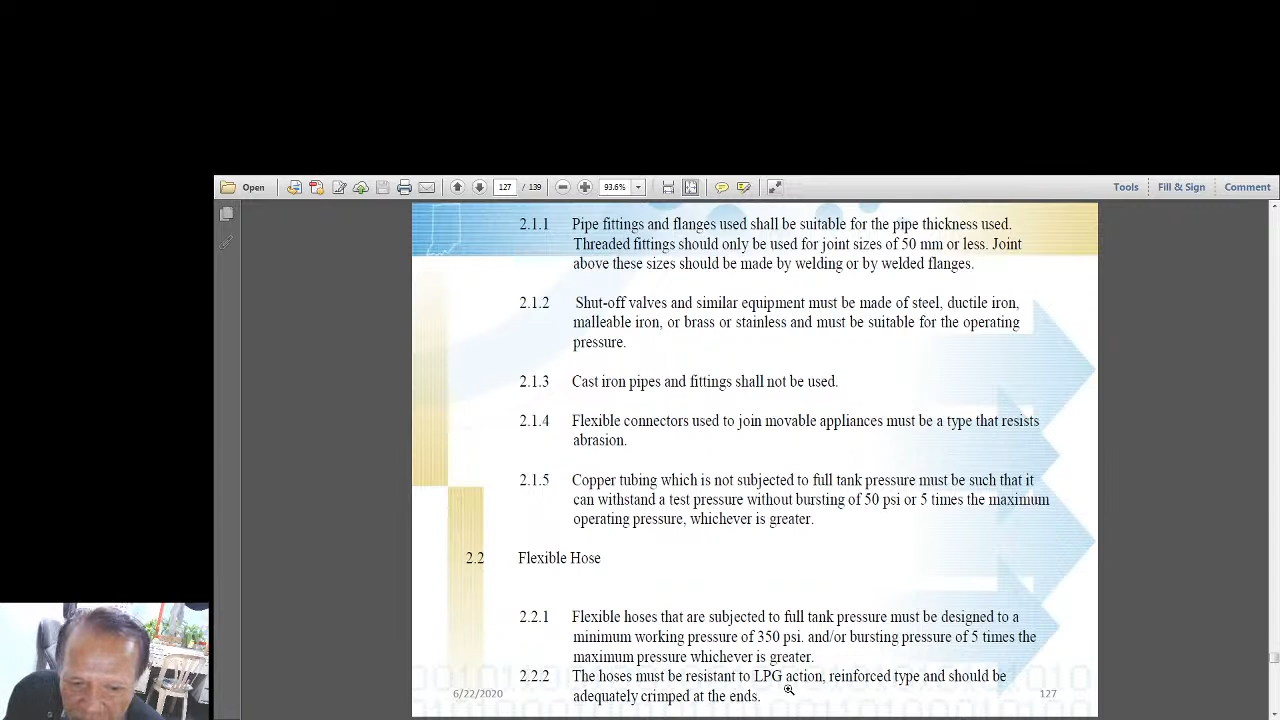 Open
127
/ 139
93.6%
Tools
Fill & Sign
Comment
2.1.1 Pipe fittings and flanges used shall be suitable for the pipe thickness used.
Threaded fittings should only be used for joint sizes of 50 mm or less. Joint
above these sizes should be made by welding or by welded flanges.
2.1.2 Shut-off valves and similar equipment must be made of steel, ductile iron,
malleable iron, or brass or stainless and must be suitable for the operating
pressure.
2.1.3 Cast iron pipes and fittings shall not be used.
2.1.4 Flexible connectors used to join movable appliances must be a type that resists
abrasion.
2.1.5 Copper tubing which is not subjected to full tank pressure must be such that it
can withstand a test pressure without bursting of 50 psi or 5 times the maximum
operating pressure, whichever is greater.
2.2 Flexible Hose
2.2.1 Flexible hoses that are subjected to full tank pressure must be designed to a
minimum working pressure of 350 psi. and/or bursting pressure of 5 times the
maximum pressure whichever is greater.
2.2.2 The hoses must be resistant to LPG action, reinforced type and should be
adequately crimped at the ends.
6/22/2020
127